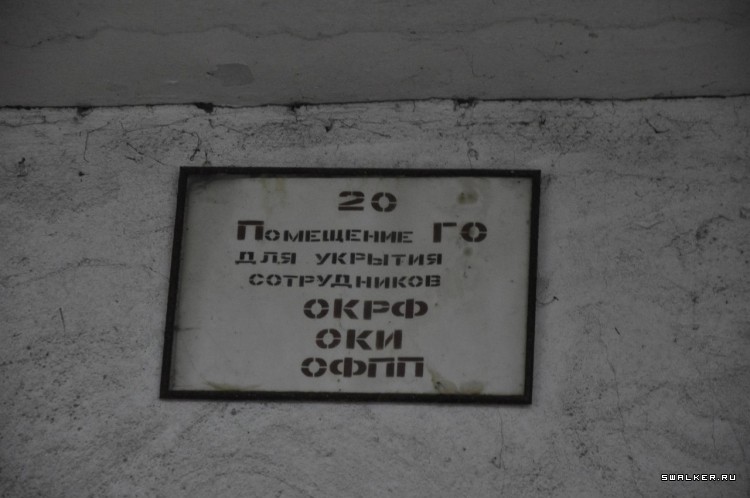 20
Помещение ГО
для укрытия
сотрудников
ОКРФ
ОКИ
ОФПП
SWALKER.RU